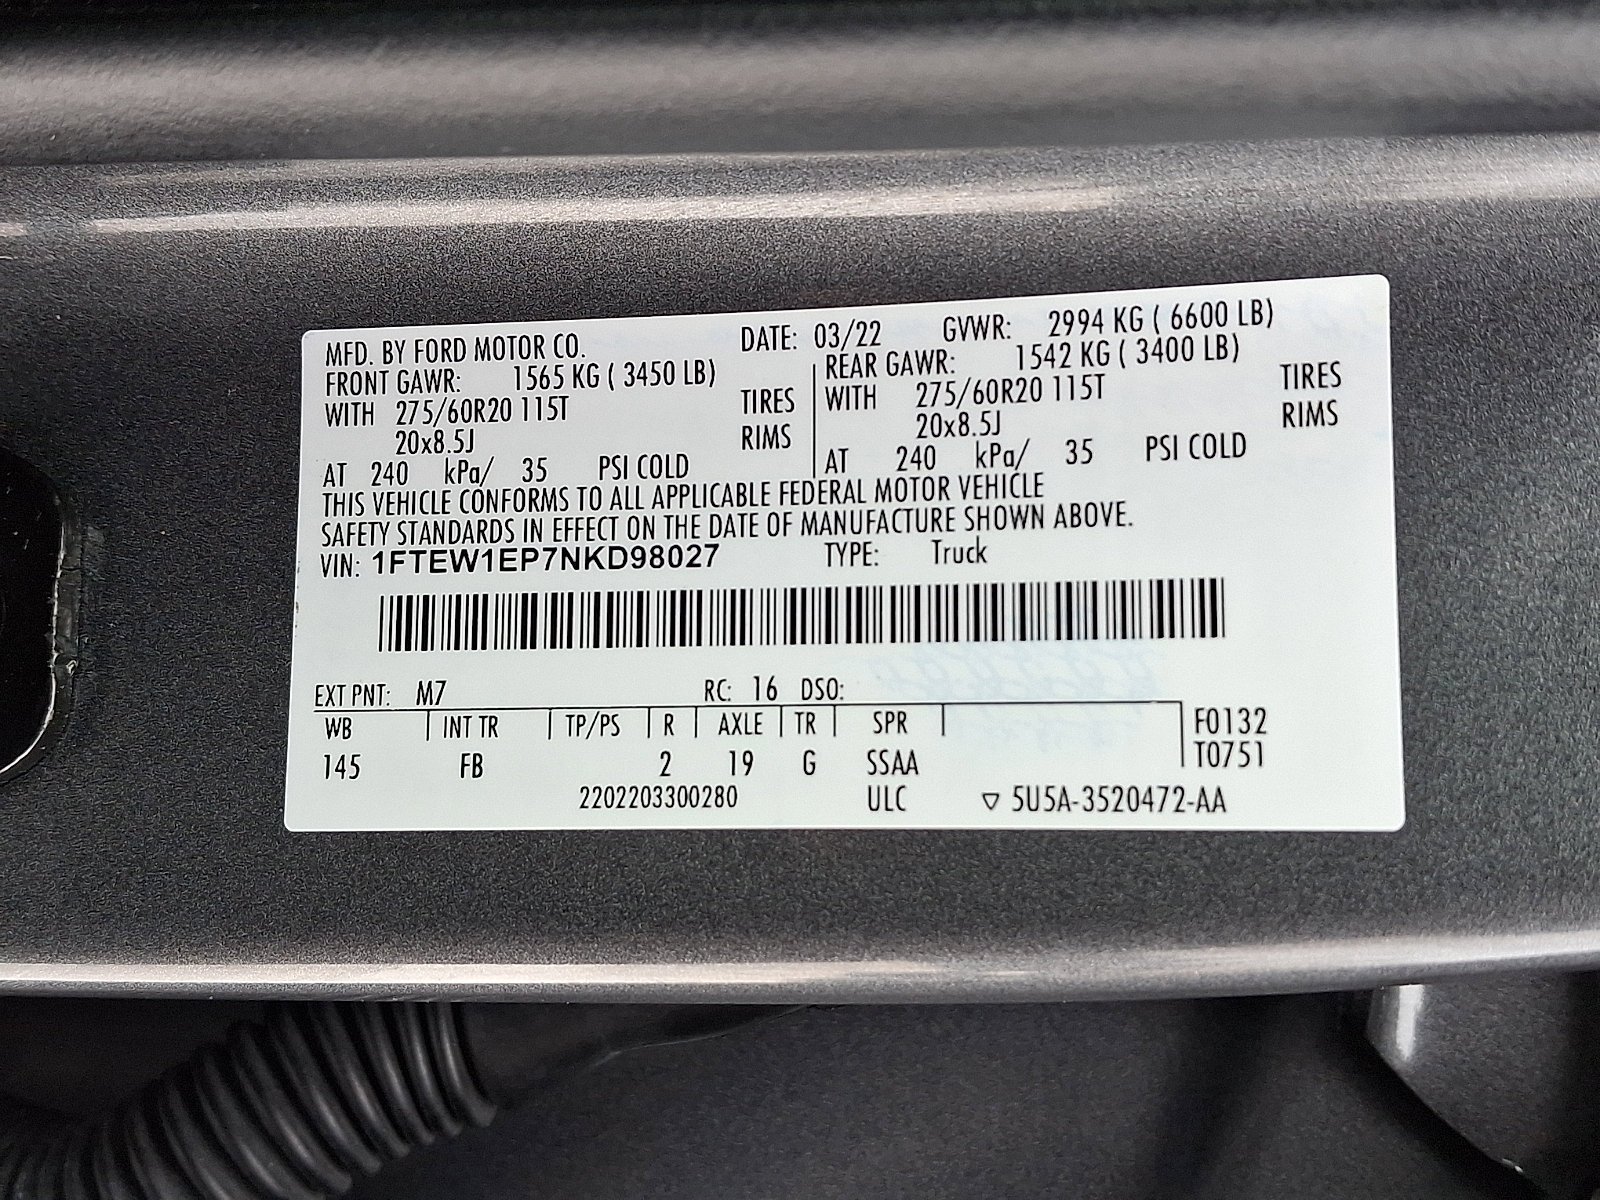 MFD. BY FORD MOTOR CO. DATE: 03/22 GVWR: 2994 KG ( 6600 LB)
FRONT GAWR: 1565 KG ( 3450 LB) REAR GAWR: 1542 KG ( 3400 LB)
WITH 275/60R20 115T TIRES WITH 275/60R20 115T TIRES
20x8.5J RIMS 20x8.5J RIMS
AT 240 kPa/ 35 PSI COLD AT 240 kPa/ 35 PSI COLD
THIS VEHICLE CONFORMS TO ALL APPLICABLE FEDERAL MOTOR VEHICLE
SAFETY STANDARDS IN EFFECT ON THE DATE OF MANUFACTURE SHOWN ABOVE.
VIN: 1FTEW1EP7NKD98027 TYPE: Truck
EXT PNT: M7 RC: 16 DSO:
WB INT TR TP/PS R AXLE TR SPR F0132
145 FB 2 19 G SSAA T0751
2202203300280 ULC ▽ 5U5A-3520472-AA